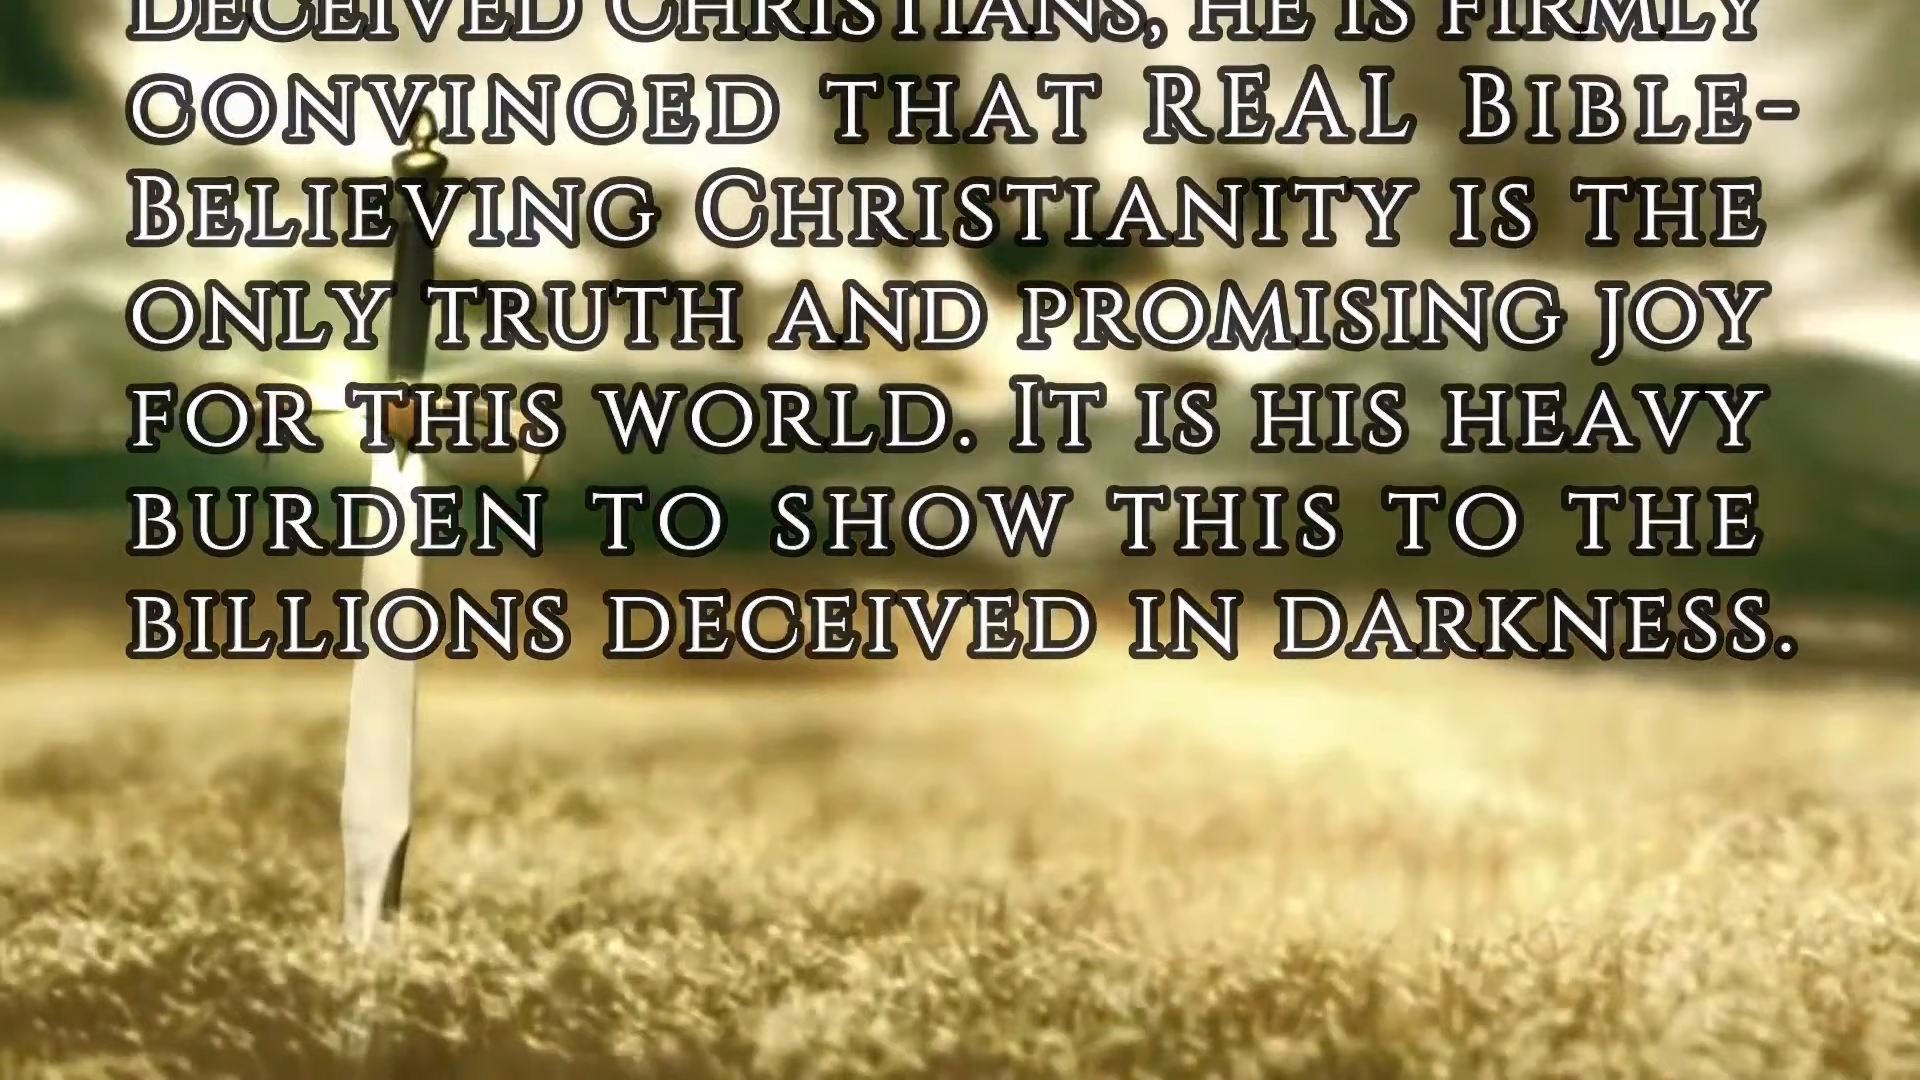 Deceived Christians, he is firmly
convinced that REAL Bible-
Believing Christianity is the
only truth and promising joy
for this world. It is his heavy
burden to show this to the
billions deceived in darkness.